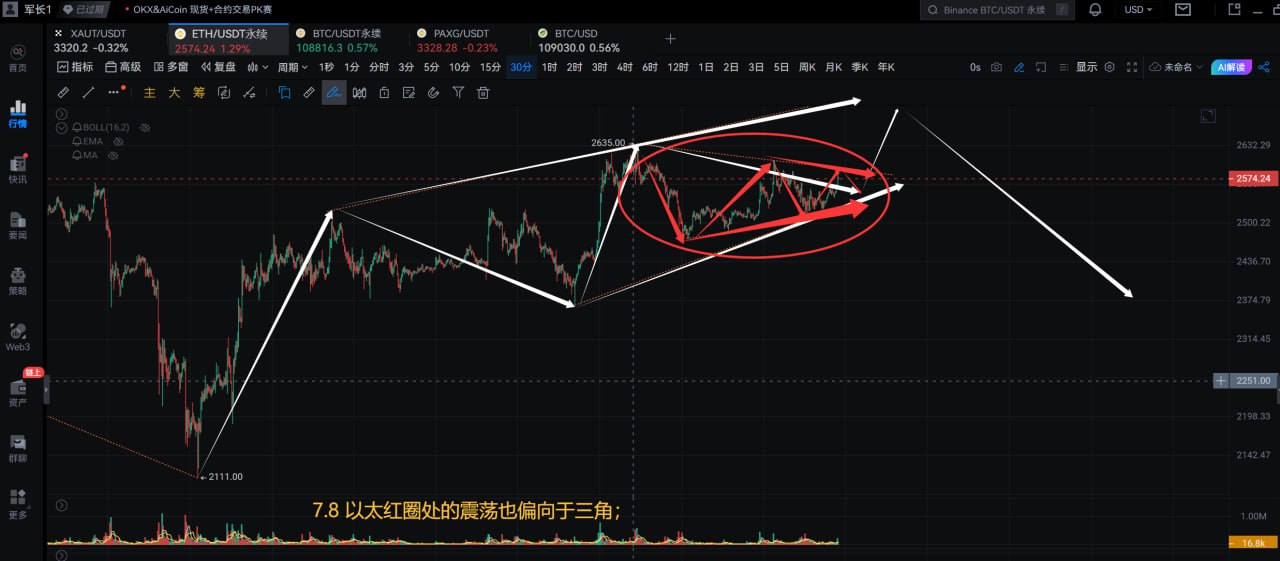 军长1 已过期 OKX&AiCoin 现货+合约交易PK赛 Binance BTC/USDT 永续 / USD
XAUT/USDT ETH/USDT永续 BTC/USDT永续 PAXG/USDT BTC/USD
3320.2 -0.32% 2574.24 1.29% 108816.3 0.57% 3328.28 -0.23% 109030.0 0.56%
指标 高级 多窗 复盘 周期 1秒 1分 分时 3分 5分 10分 15分 30分 1时 2时 3时 4时 6时 12时 1日 2日 3日 5日 周K 月K 季K 年K 0s 显示 未命名 AI解读
主 大 筹
首页
行情
快讯
要闻
策略
Web3
链上
资产
群聊
更多
BOLL(16,2)
EMA
MA
2635.00
2111.00
2632.29
2574.24
2500.22
2436.70
2374.79
2314.45
2251.00
2198.33
2142.47
7.8 以太红圈处的震荡也偏向于三角；
1.00M
16.8k